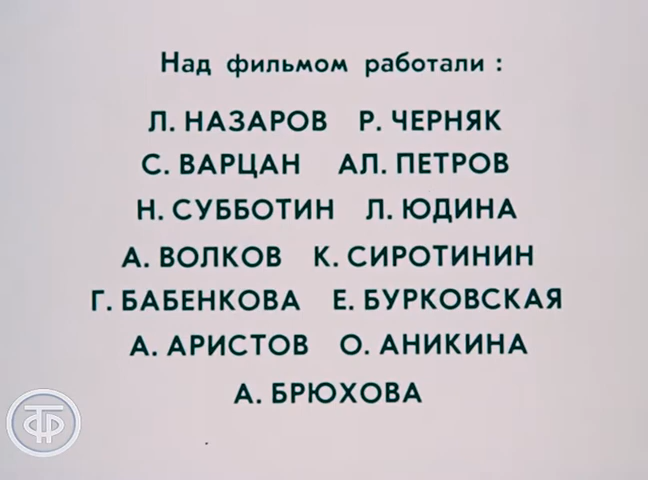 Над фильмом работали :
Л. НАЗАРОВ Р. ЧЕРНЯК
С. ВАРЦАН АЛ. ПЕТРОВ
Н. СУББОТИН Л. ЮДИНА
А. ВОЛКОВ К. СИРОТИНИН
Г. БАБЕНКОВА Е. БУРКОВСКАЯ
А. АРИСТОВ О. АНИКИНА
А. БРЮХОВА